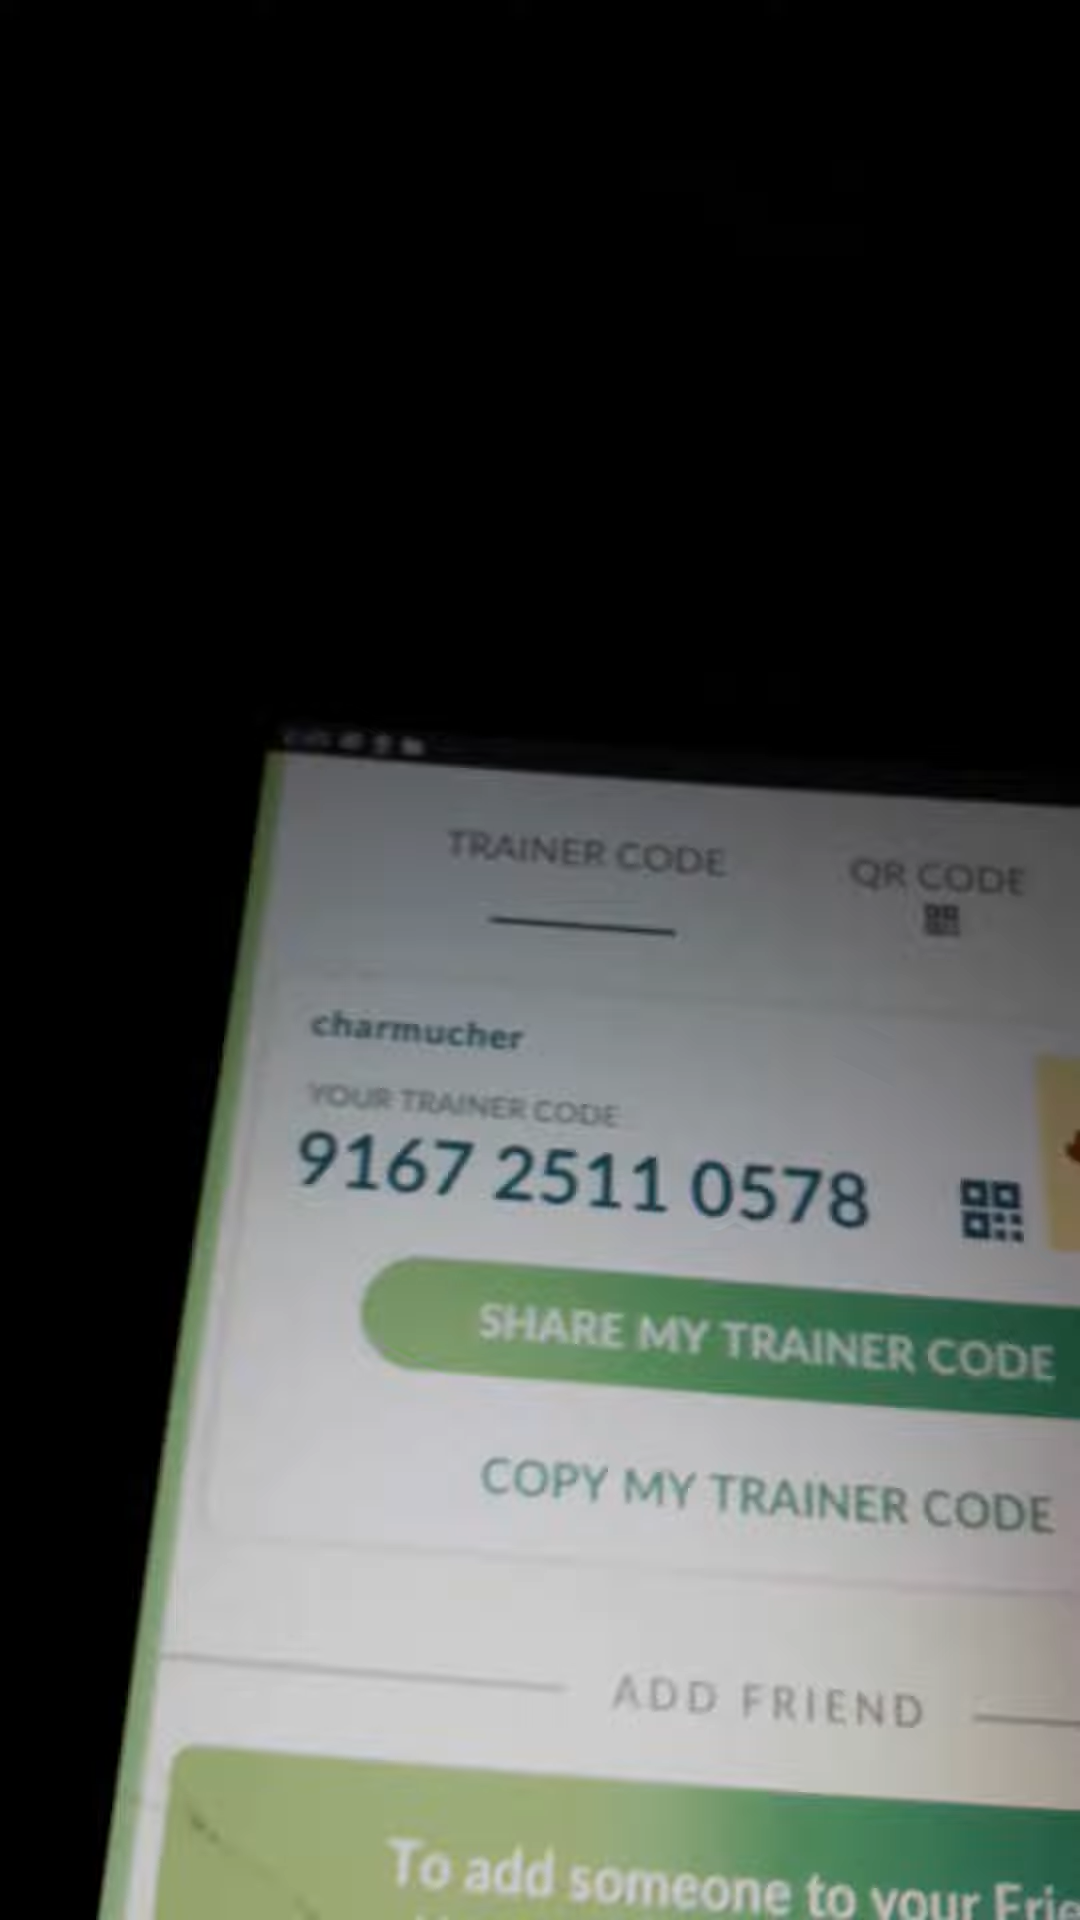 TRAINER CODE
QR CODE
charmucher
YOUR TRAINER CODE
9167 2511 0578
SHARE MY TRAINER CODE
COPY MY TRAINER CODE
ADD FRIEND
To add someone to your